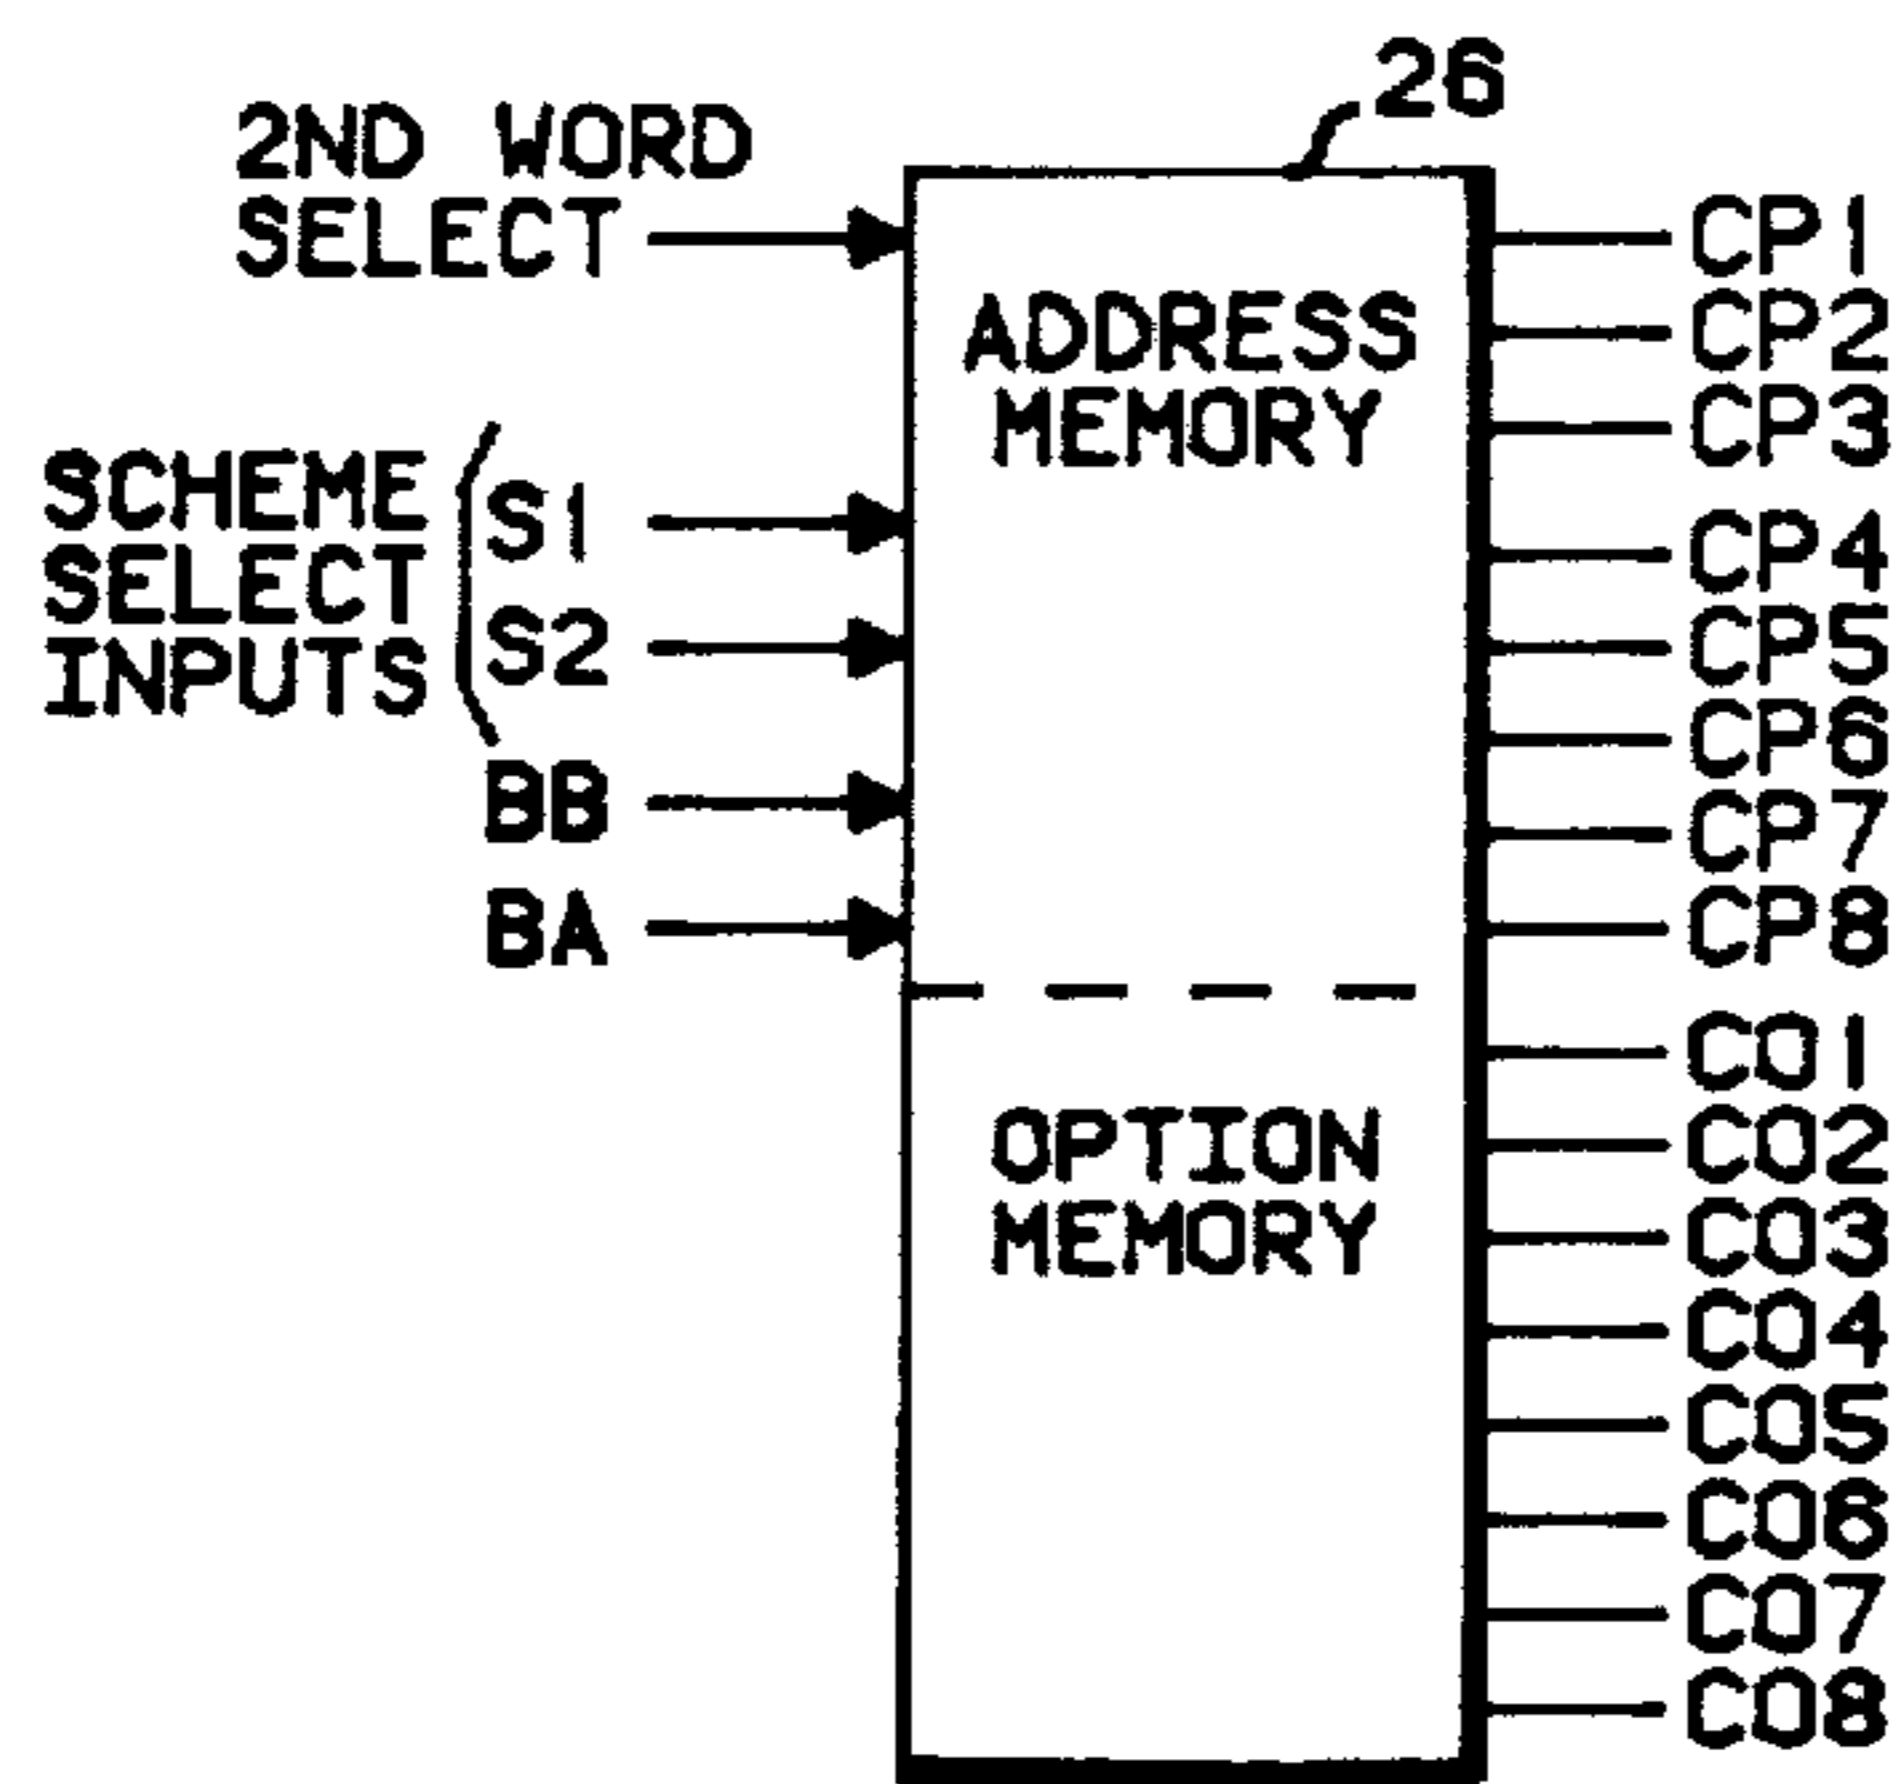 26
2ND WORD
SELECT
ADDRESS
MEMORY
SCHEME
SELECT
INPUTS
S1
S2
BB
BA
OPTION
MEMORY
CP1
CP2
CP3
CP4
CP5
CP6
CP7
CP8
CO1
CO2
CO3
CO4
CO5
CO6
CO7
CO8